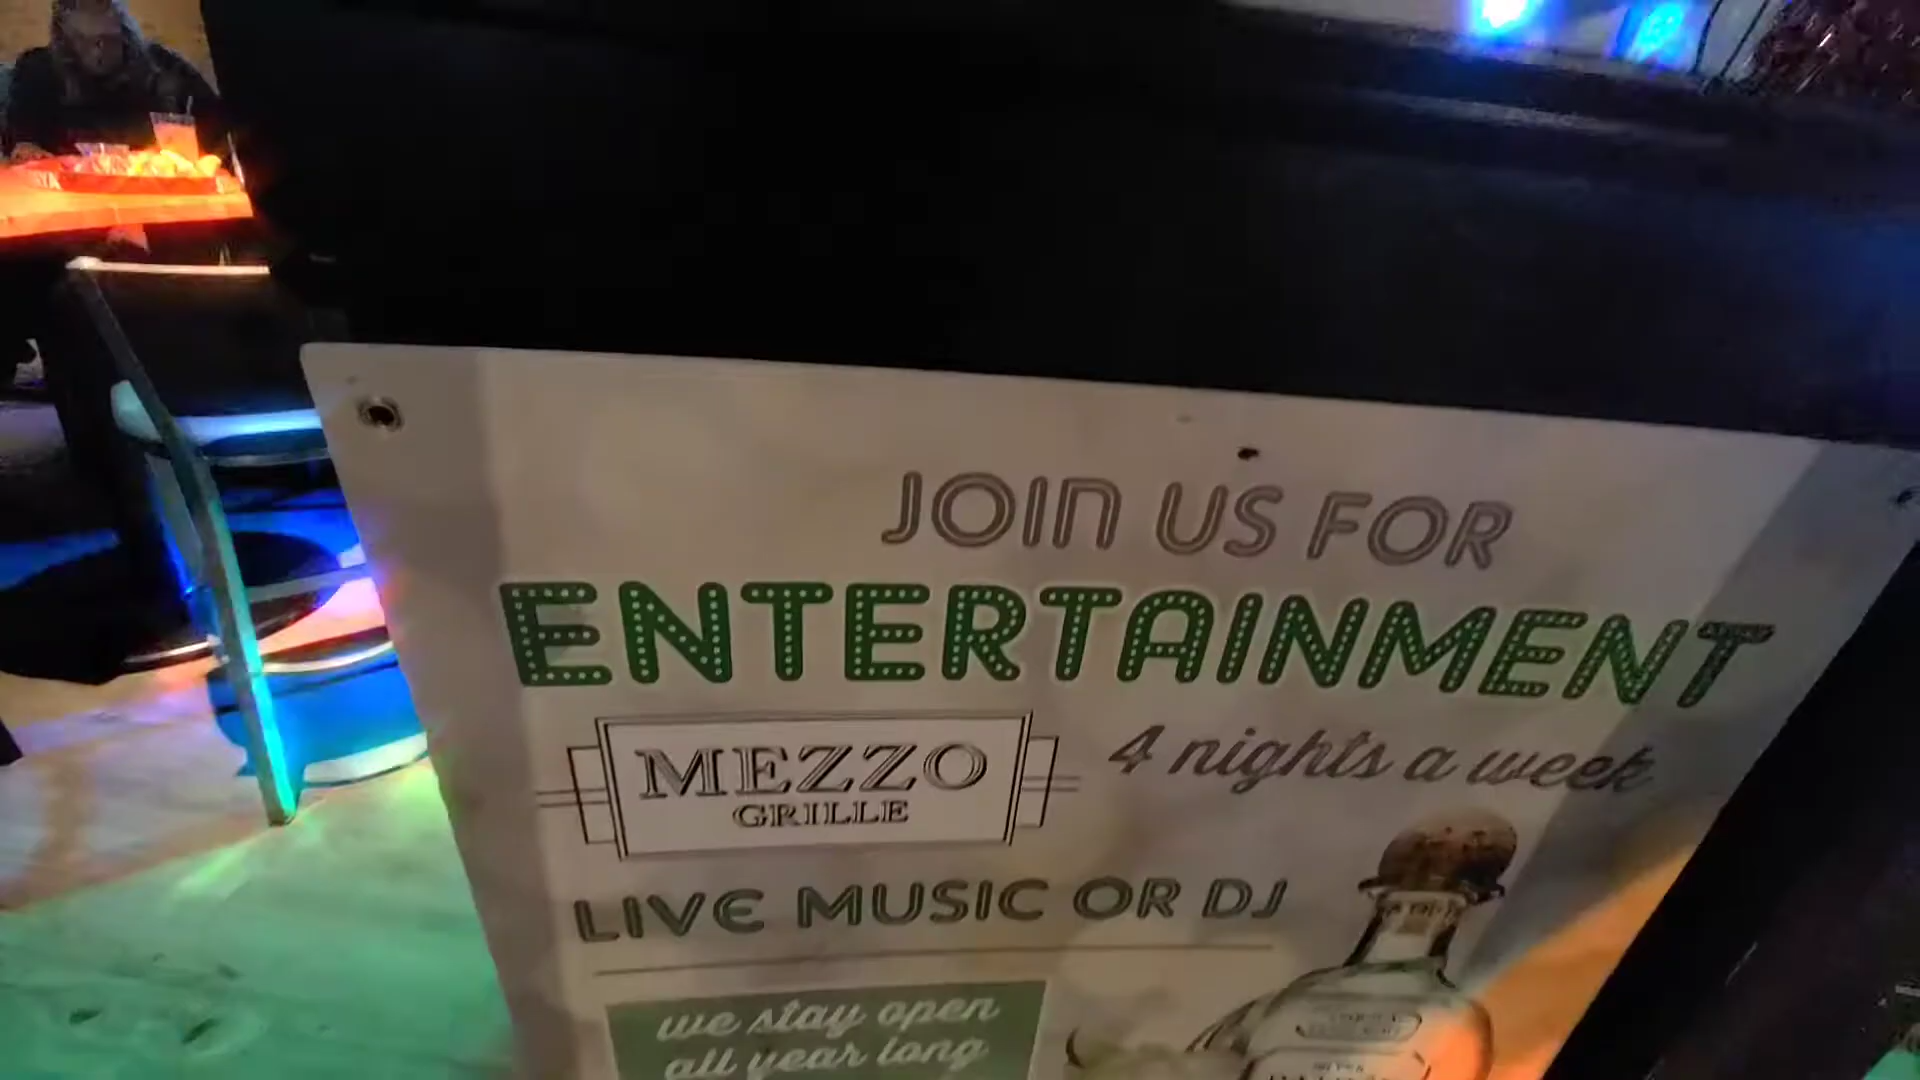 JOIN US FOR
ENTERTAINMENT
MEZZO
GRILLE
4 nights a week
LIVE MUSIC OR DJ
we stay open
all year long